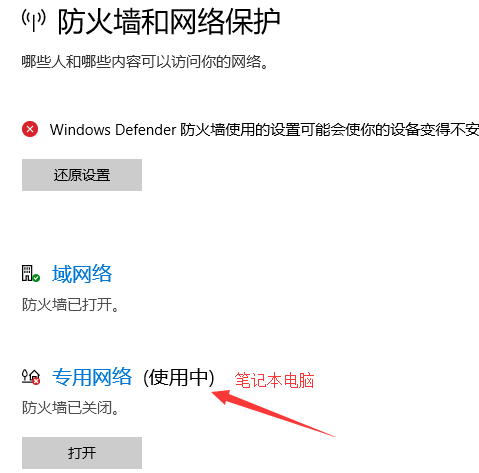 防火墙和网络保护
哪些人和哪些内容可以访问你的网络。
Windows Defender 防火墙使用的设置可能会使你的设备变得不安
还原设置
域网络
防火墙已打开。
专用网络 (使用中) 笔记本电脑
防火墙已关闭。
打开